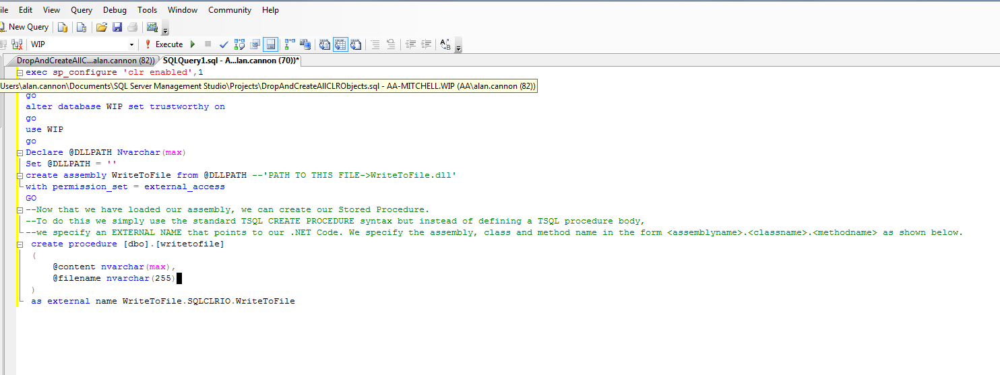 ile Edit View Query Debug Tools Window Community Help
New Query
WIP Execute
DropAndCreateAllC...alan.cannon (82)) SQLQuery1.sql - A...lan.cannon (70))*
exec sp_configure 'clr enabled',1
Users\alan.cannon\Documents\SQL Server Management Studio\Projects\DropAndCreateAllCLRObjects.sql - AA-MITCHELL.WIP (AA\alan.cannon (82))
go
alter database WIP set trustworthy on
go
use WIP
go
Declare @DLLPATH Nvarchar(max)
Set @DLLPATH = ''
create assembly WriteToFile from @DLLPATH --'PATH TO THIS FILE->WriteToFile.dll'
with permission_set = external_access
GO
--Now that we have loaded our assembly, we can create our Stored Procedure.
--To do this we simply use the standard TSQL CREATE PROCEDURE syntax but instead of defining a TSQL procedure body,
--we specify an EXTERNAL NAME that points to our .NET Code. We specify the assembly, class and method name in the form <assemblyname>.<classname>.<methodname> as shown below.
create procedure [dbo].[writetofile]
(
@content nvarchar(max),
@filename nvarchar(255)
)
as external name WriteToFile.SQLCLRIO.WriteToFile